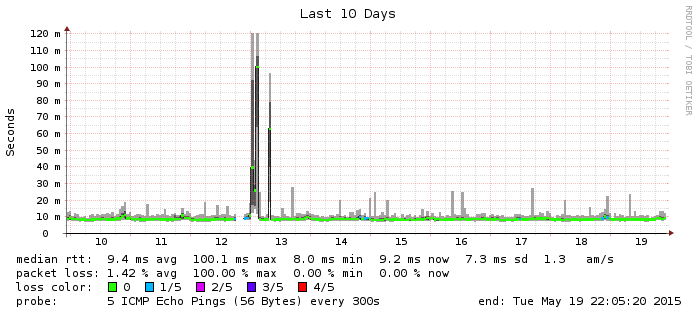 Last 10 Days
RRDTOOL / TOBI OETIKER
Seconds
120 m
110 m
100 m
90 m
80 m
70 m
60 m
50 m
40 m
30 m
20 m
10 m
0
10 11 12 13 14 15 16 17 18 19
median rtt: 9.4 ms avg 100.1 ms max 8.0 ms min 9.2 ms now 7.3 ms sd 1.3 am/s
packet loss: 1.42 % avg 100.00 % max 0.00 % min 0.00 % now
loss color: 0 1/5 2/5 3/5 4/5
probe: 5 ICMP Echo Pings (56 Bytes) every 300s end: Tue May 19 22:05:20 2015